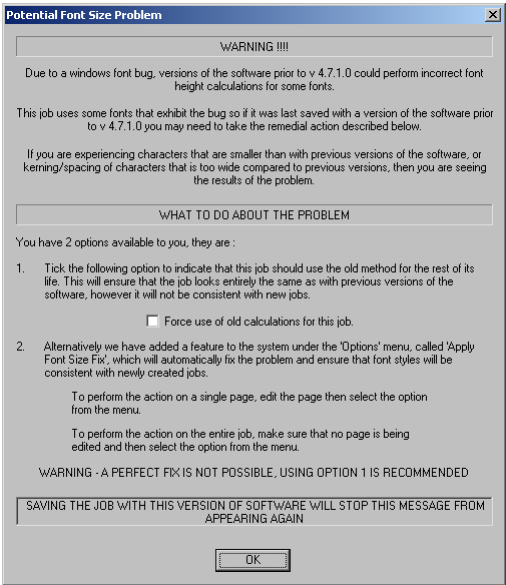 Potential Font Size Problem
WARNING !!!!
Due to a windows font bug, versions of the software prior to v 4.7.1.0 could perform incorrect font
height calculations for some fonts.
This job uses some fonts that exhibit the bug so if it was last saved with a version of the software prior
to v 4.7.1.0 you may need to take the remedial action described below.
If you are experiencing characters that are smaller than with previous versions of the software, or
kerning/spacing of characters that is too wide compared to previous versions, then you are seeing
the results of the problem.
WHAT TO DO ABOUT THE PROBLEM
You have 2 options available to you, they are :
1. Tick the following option to indicate that this job should use the old method for the rest of its
life. This will ensure that the job looks entirely the same as with previous versions of the
software, however it will not be consistent with new jobs.
Force use of old calculations for this job.
2. Alternatively we have added a feature to the system under the 'Options' menu, called 'Apply
Font Size Fix', which will automatically fix the problem and ensure that font styles will be
consistent with newly created jobs.
To perform the action on a single page, edit the page then select the option
from the menu.
To perform the action on the entire job, make sure that no page is being
edited and then select the option from the menu.
WARNING - A PERFECT FIX IS NOT POSSIBLE, USING OPTION 1 IS RECOMMENDED
SAVING THE JOB WITH THIS VERSION OF SOFTWARE WILL STOP THIS MESSAGE FROM
APPEARING AGAIN
OK